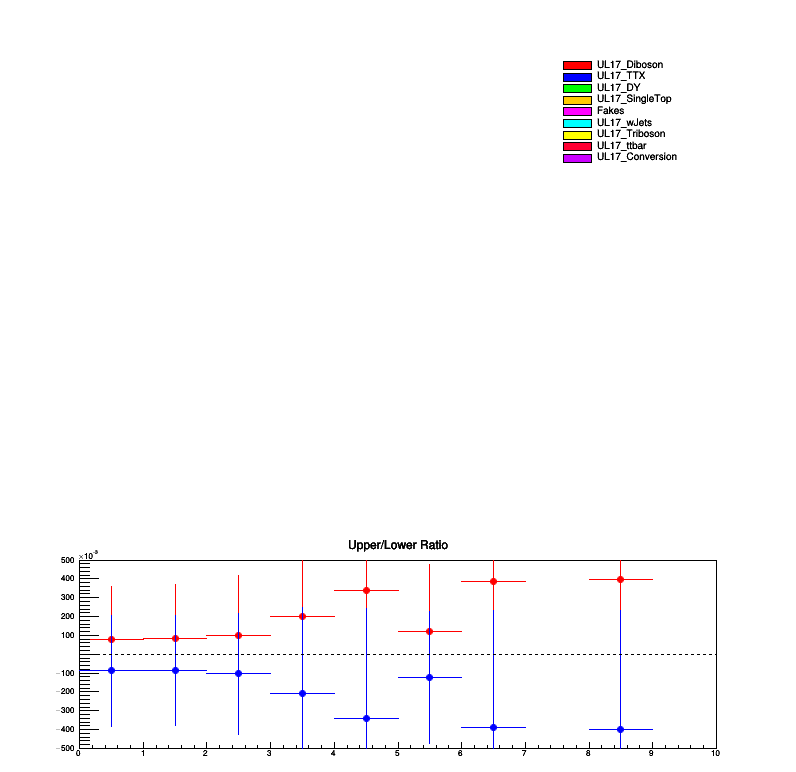 UL17_Diboson
UL17_TTX
UL17_DY
UL17_SingleTop
Fakes
UL17_wJets
UL17_Triboson
UL17_ttbar
UL17_Conversion
Upper/Lower Ratio
×10⁻³
500
400
300
200
100
−100
−200
−300
−400
−500
0 1 2 3 4 5 6 7 8 9 10